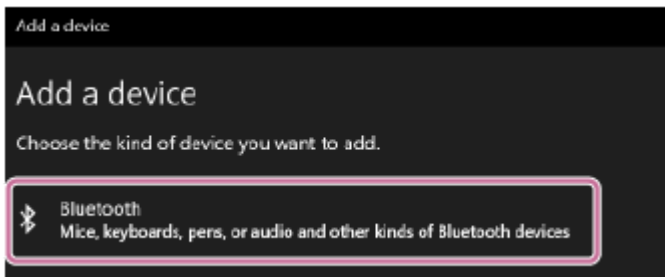 Add a device
Add a device
Choose the kind of device you want to add.
Bluetooth
Mice, keyboards, pens, or audio and other kinds of Bluetooth devices